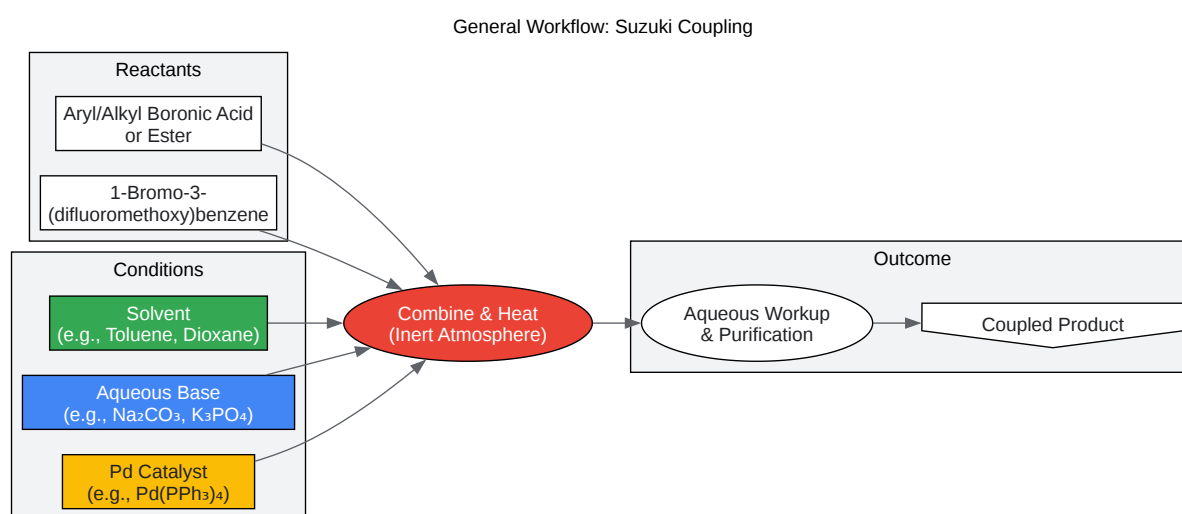 General Workflow: Suzuki Coupling
Reactants
Aryl/Alkyl Boronic Acid
or Ester
1-Bromo-3-
(difluoromethoxy)benzene
Conditions
Solvent
(e.g., Toluene, Dioxane)
Aqueous Base
(e.g., Na₂CO₃, K₃PO₄)
Pd Catalyst
(e.g., Pd(PPh₃)₄)
Combine & Heat
(Inert Atmosphere)
Outcome
Aqueous Workup
& Purification
Coupled Product